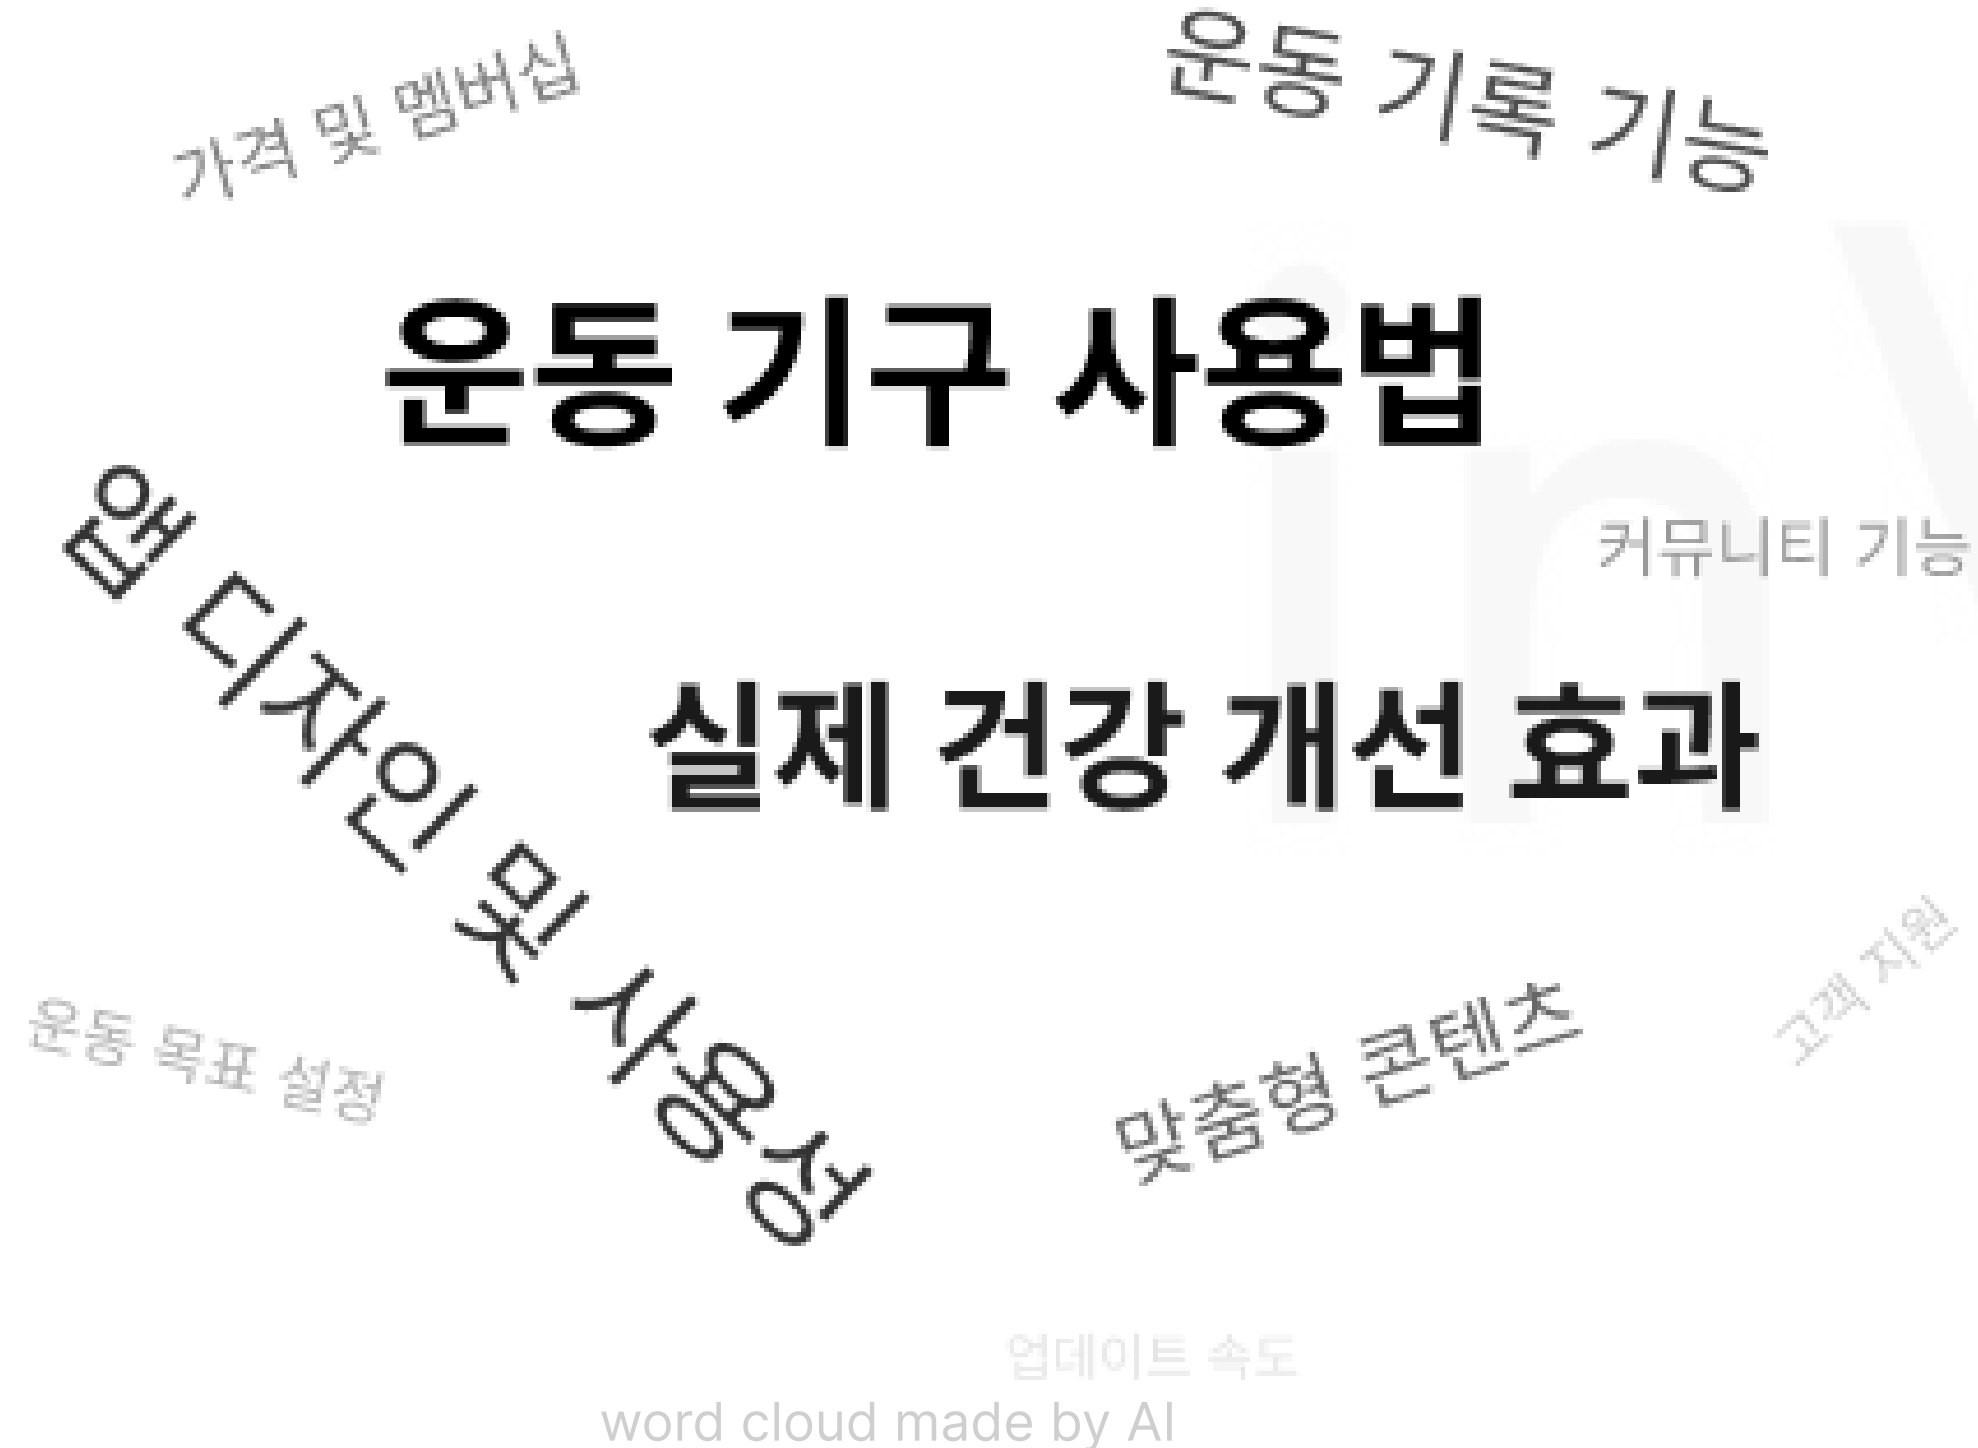 가격 및 멤버십
운동 기록 기능
운동 기구 사용법
앱 디자인 및 사용성
커뮤니티 기능
실제 건강 개선 효과
고객 지원
운동 목표 설정
맞춤형 콘텐츠
업데이트 속도
word cloud made by AI